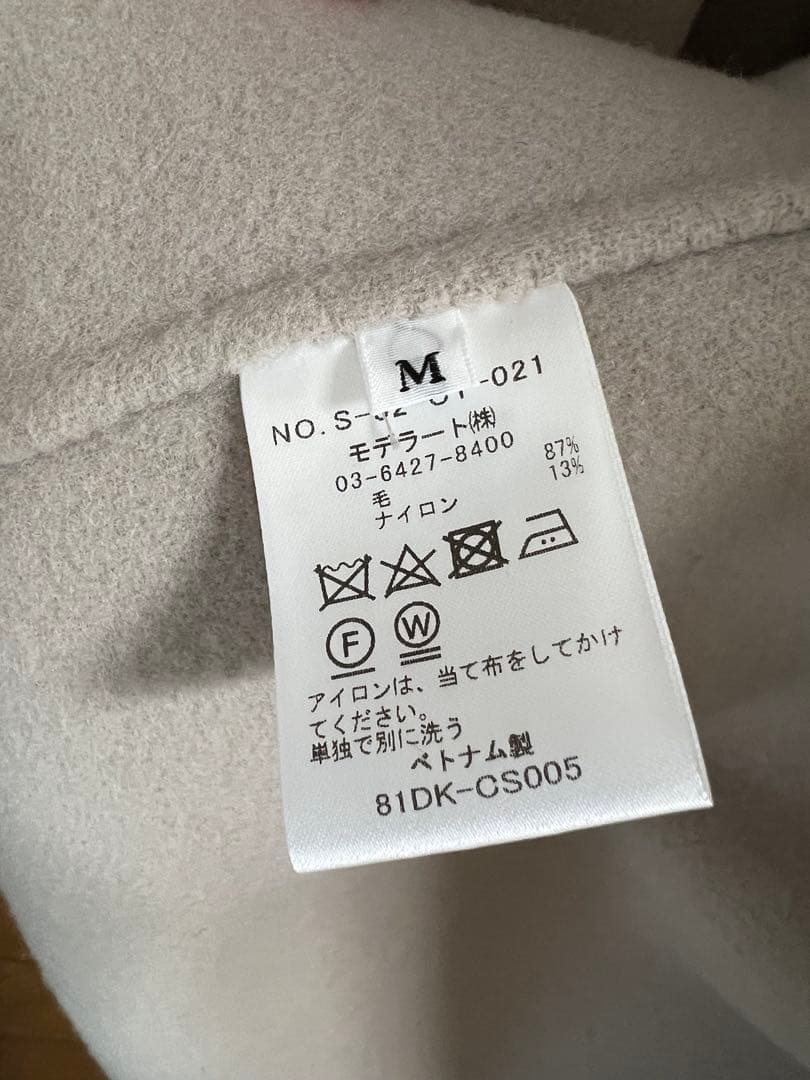 M
NO.S- -021
モデラート㈱
03-6427-8400
毛 87%
ナイロン 13%
F W
アイロンは、当て布をしてかけ
てください。
単独で別に洗う
ベトナム製
81DK-CS005